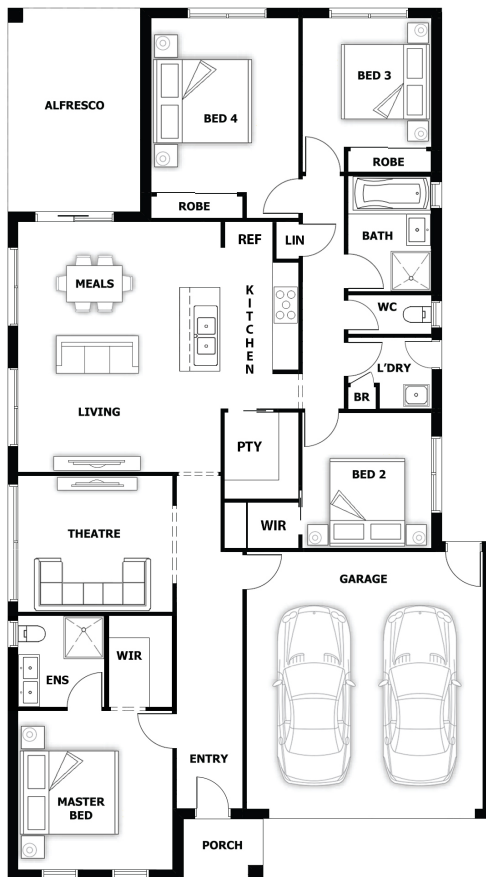 ALFRESCO
BED 4
BED 3
ROBE
ROBE
REF
LIN
BATH
MEALS
KITCHEN
WC
L'DRY
BR
LIVING
PTY
BED 2
WIR
THEATRE
GARAGE
WIR
ENS
ENTRY
MASTER
BED
PORCH